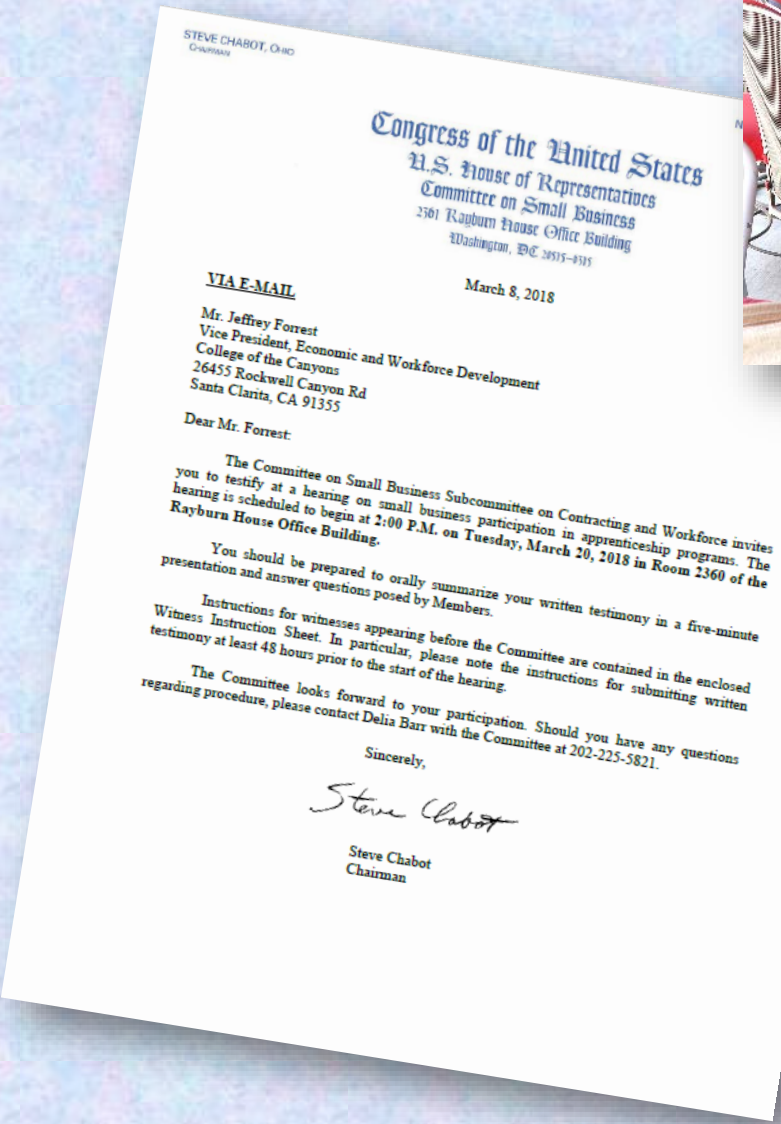 STEVE CHABOT, OHIO
CHAIRMAN
N
Congress of the United States
U.S. House of Representatives
Committee on Small Business
2361 Rayburn House Office Building
Washington, DC 20515-0315
March 8, 2018
VIA E-MAIL
Mr. Jeffrey Forrest
Vice President, Economic and Workforce Development
College of the Canyons
26455 Rockwell Canyon Rd
Santa Clarita, CA 91355
Dear Mr. Forrest:
The Committee on Small Business Subcommittee on Contracting and Workforce invites
you to testify at a hearing on small business participation in apprenticeship programs. The
hearing is scheduled to begin at 2:00 P.M. on Tuesday, March 20, 2018 in Room 2360 of the
Rayburn House Office Building.
You should be prepared to orally summarize your written testimony in a five-minute
presentation and answer questions posed by Members.
Instructions for witnesses appearing before the Committee are contained in the enclosed
Witness Instruction Sheet. In particular, please note the instructions for submitting written
testimony at least 48 hours prior to the start of the hearing.
The Committee looks forward to your participation. Should you have any questions
regarding procedure, please contact Delia Barr with the Committee at 202-225-5821.
Sincerely,
Steve Chabot
Steve Chabot
Chairman